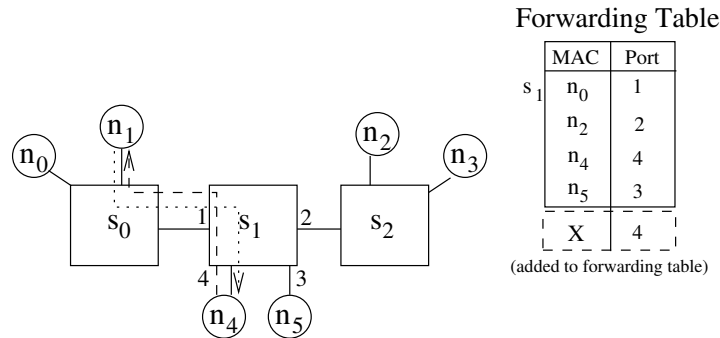 Forwarding Table
MAC Port
s1 n0 1
n2 2
n4 4
n5 3
X 4
(added to forwarding table)
n1
n0
n2
n3
s0
1
s1
2
s2
4
3
n4
n5